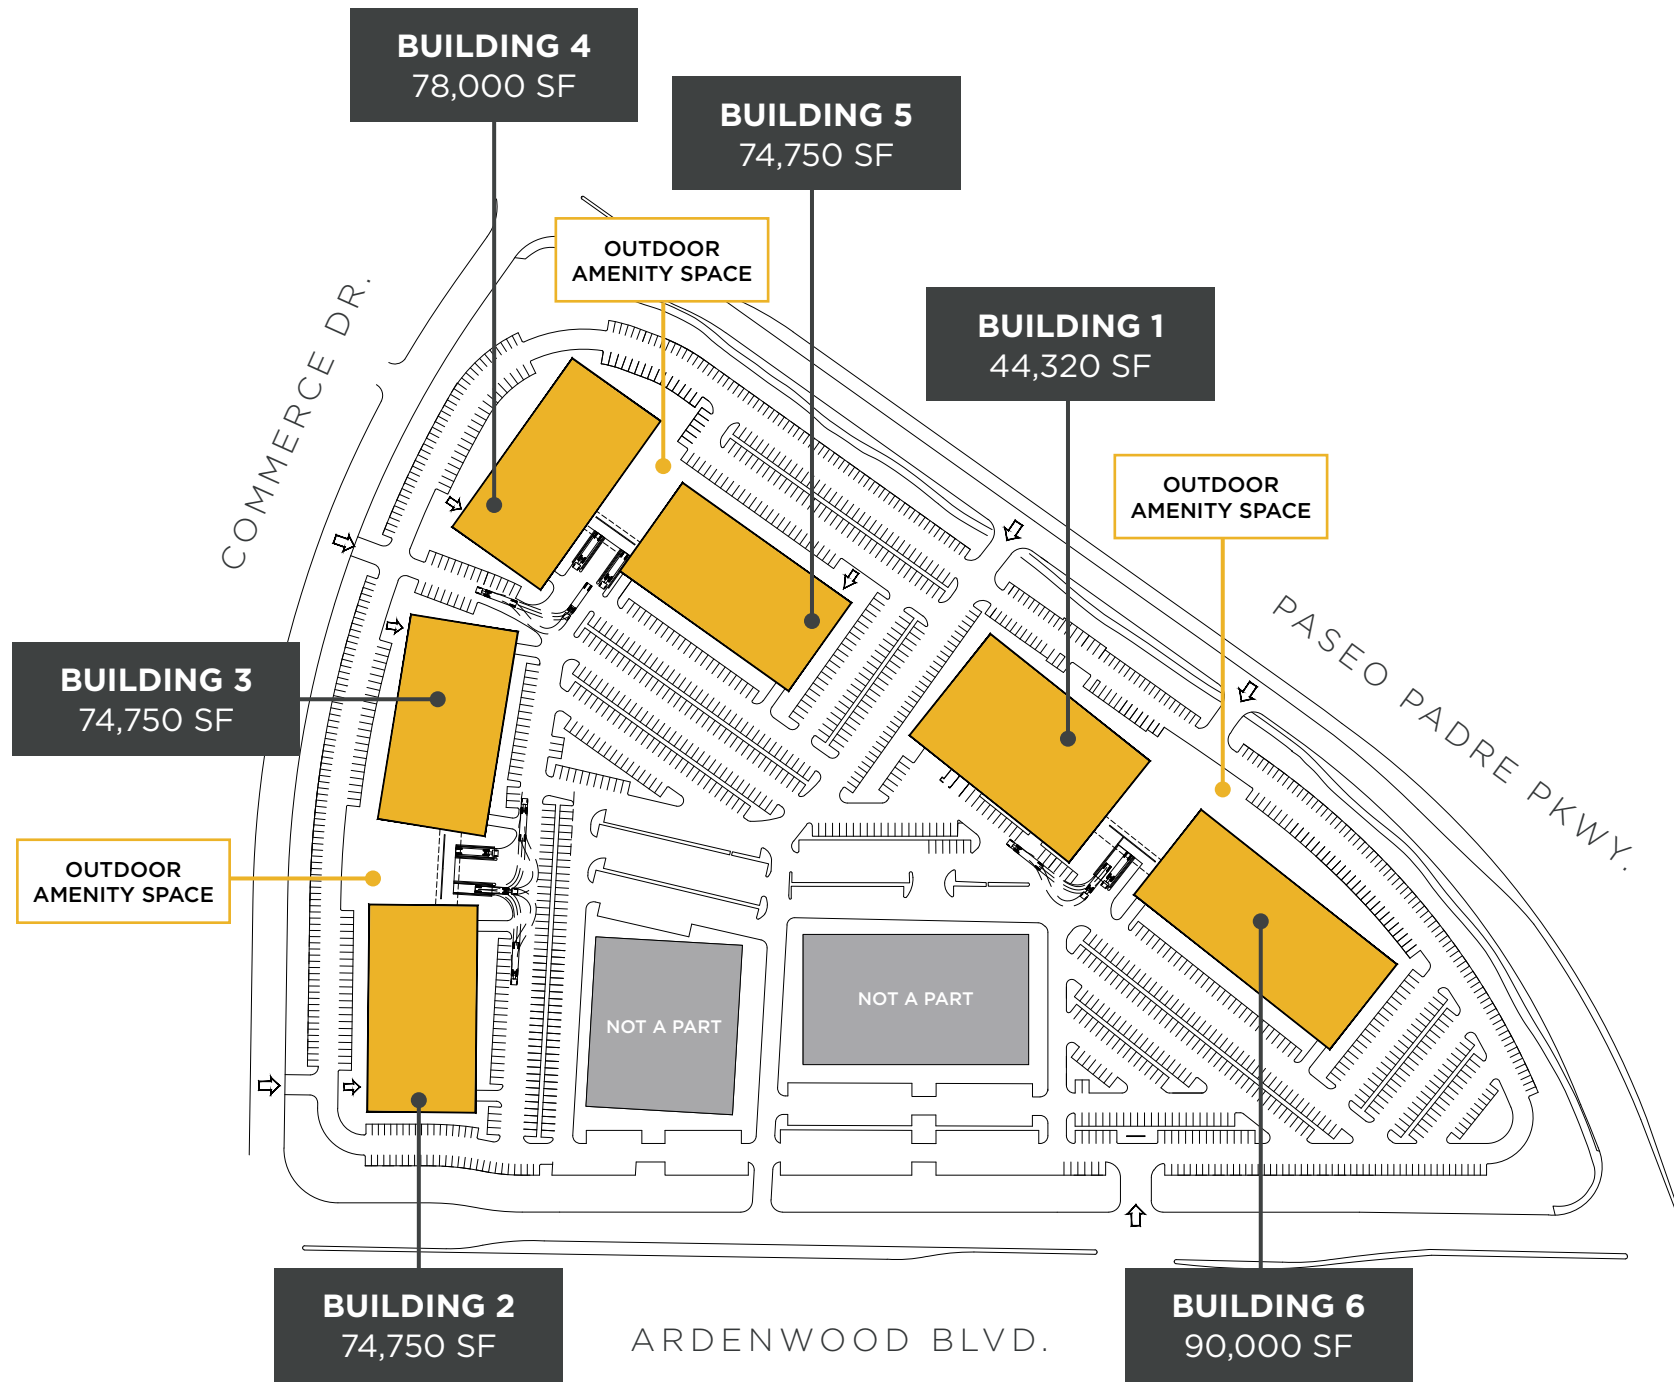 BUILDING 4
78,000 SF
BUILDING 5
74,750 SF
OUTDOOR
AMENITY SPACE
COMMERCE DR.
BUILDING 1
44,320 SF
OUTDOOR
AMENITY SPACE
PASEO PADRE PKWY.
BUILDING 3
74,750 SF
OUTDOOR
AMENITY SPACE
NOT A PART
NOT A PART
BUILDING 2
74,750 SF
ARDENWOOD BLVD.
BUILDING 6
90,000 SF